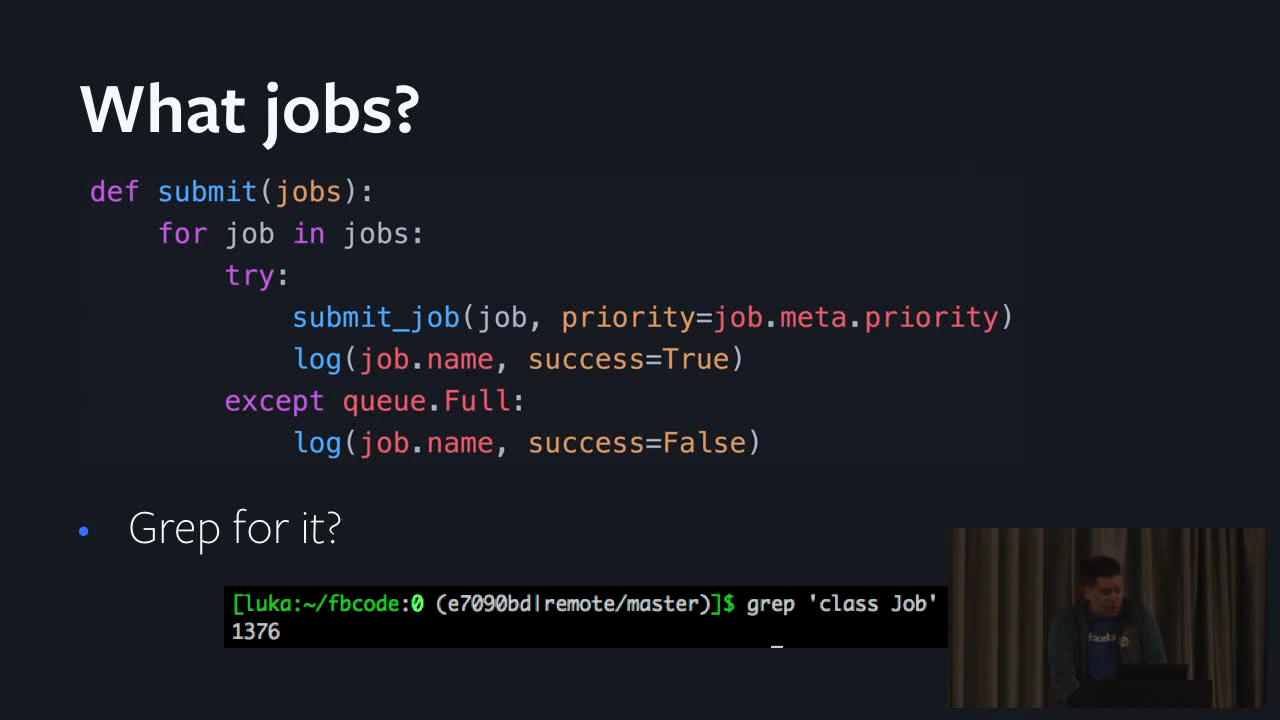 What jobs?
def submit(jobs):
for job in jobs:
try:
submit_job(job, priority=job.meta.priority)
log(job.name, success=True)
except queue.Full:
log(job.name, success=False)
• Grep for it?
[luka:~/fbcode:0 (e7090bd|remote/master)]$ grep 'class Job'
1376